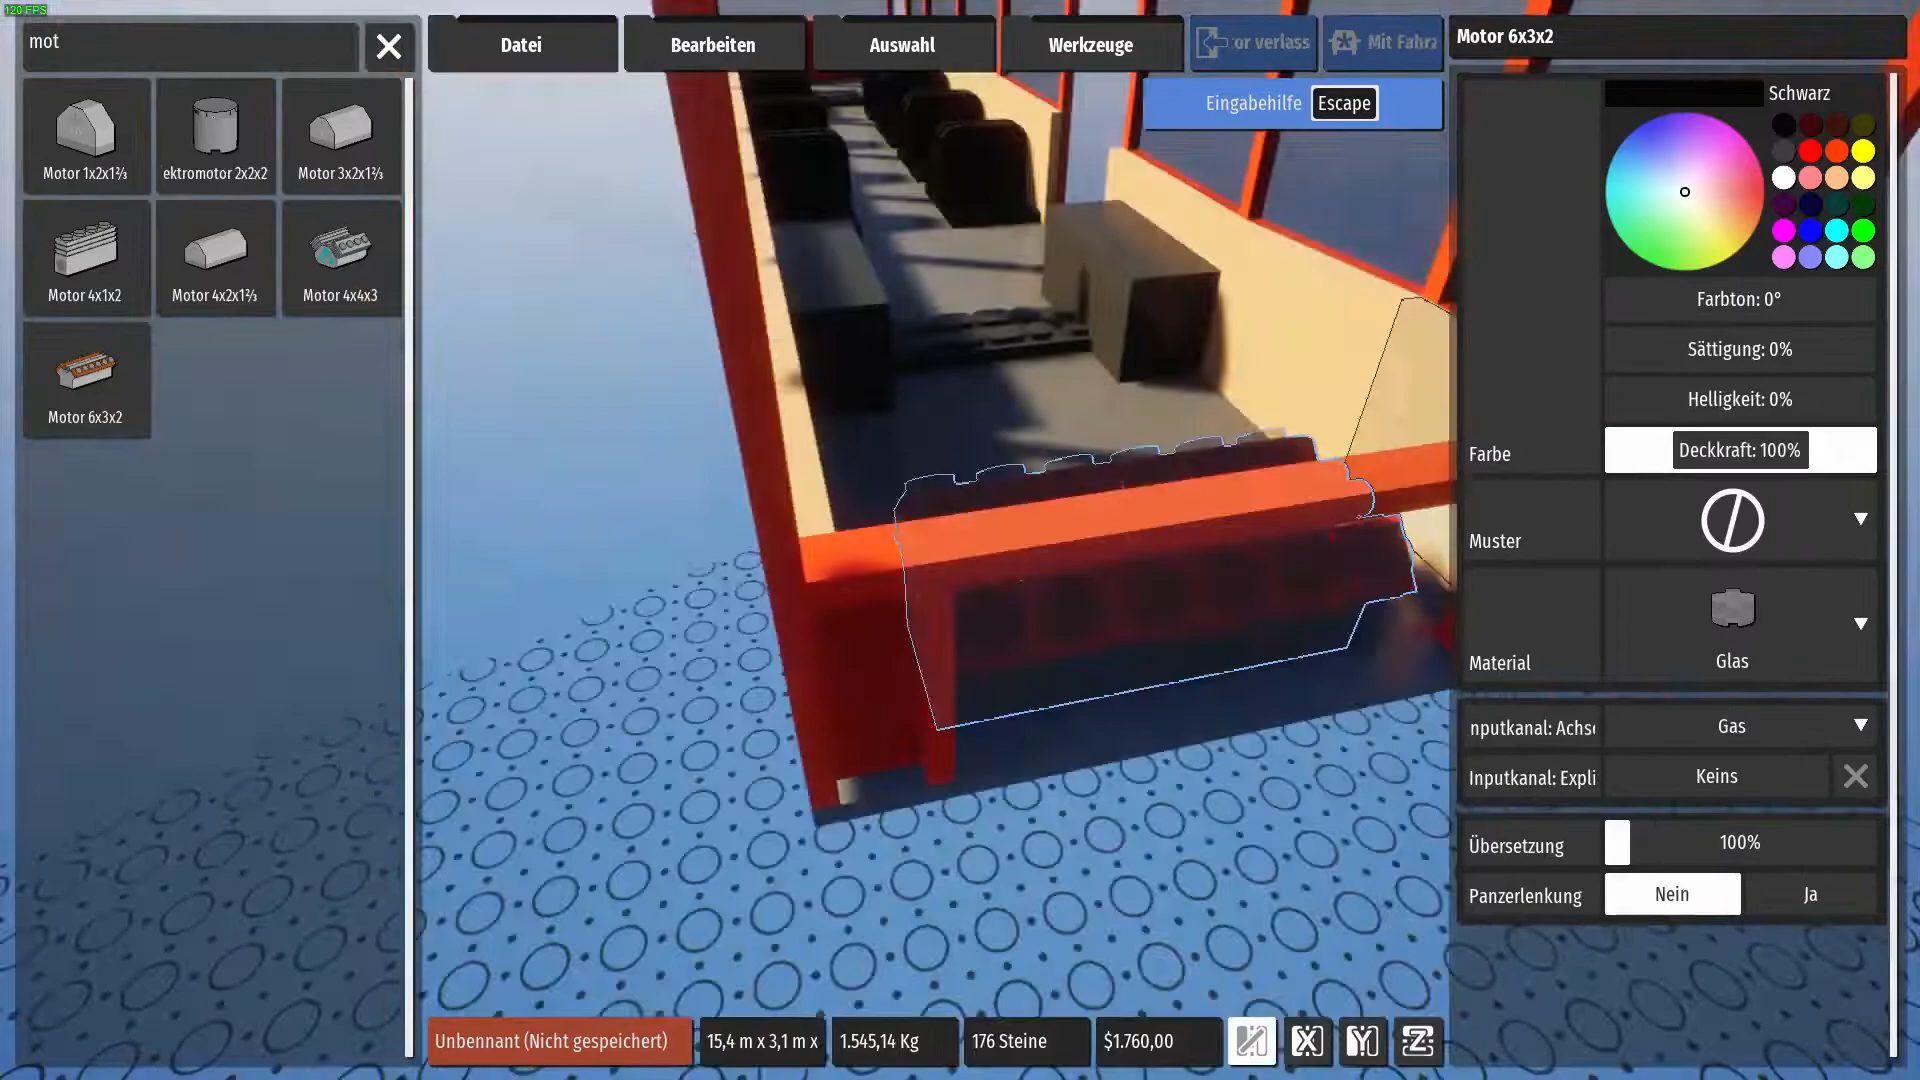 120 FPS
mot
Datei
Bearbeiten
Auswahl
Werkzeuge
or verlass
Mit Fahrz
Motor 6x3x2
Eingabehilfe
Escape
Motor 1x2x1⅔
ektromotor 2x2x2
Motor 3x2x1⅔
Motor 4x1x2
Motor 4x2x1⅔
Motor 4x4x3
Motor 6x3x2
Schwarz
Farbton: 0°
Sättigung: 0%
Helligkeit: 0%
Farbe
Deckkraft: 100%
Muster
Material
Glas
nputkanal: Achs
Gas
Inputkanal: Expli
Keins
Übersetzung
100%
Panzerlenkung
Nein
Ja
Unbennant (Nicht gespeichert)
15,4 m x 3,1 m x
1.545,14 Kg
176 Steine
$1.760,00
X
Y
Z